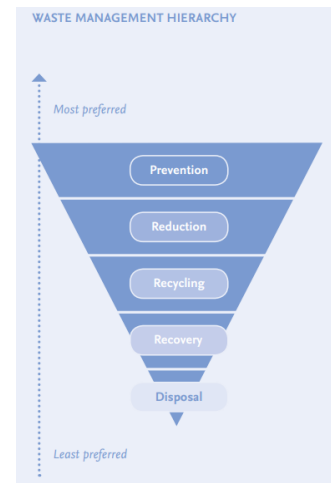 WASTE MANAGEMENT HIERARCHY
Most preferred
Prevention
Reduction
Recycling
Recovery
Disposal
Least preferred